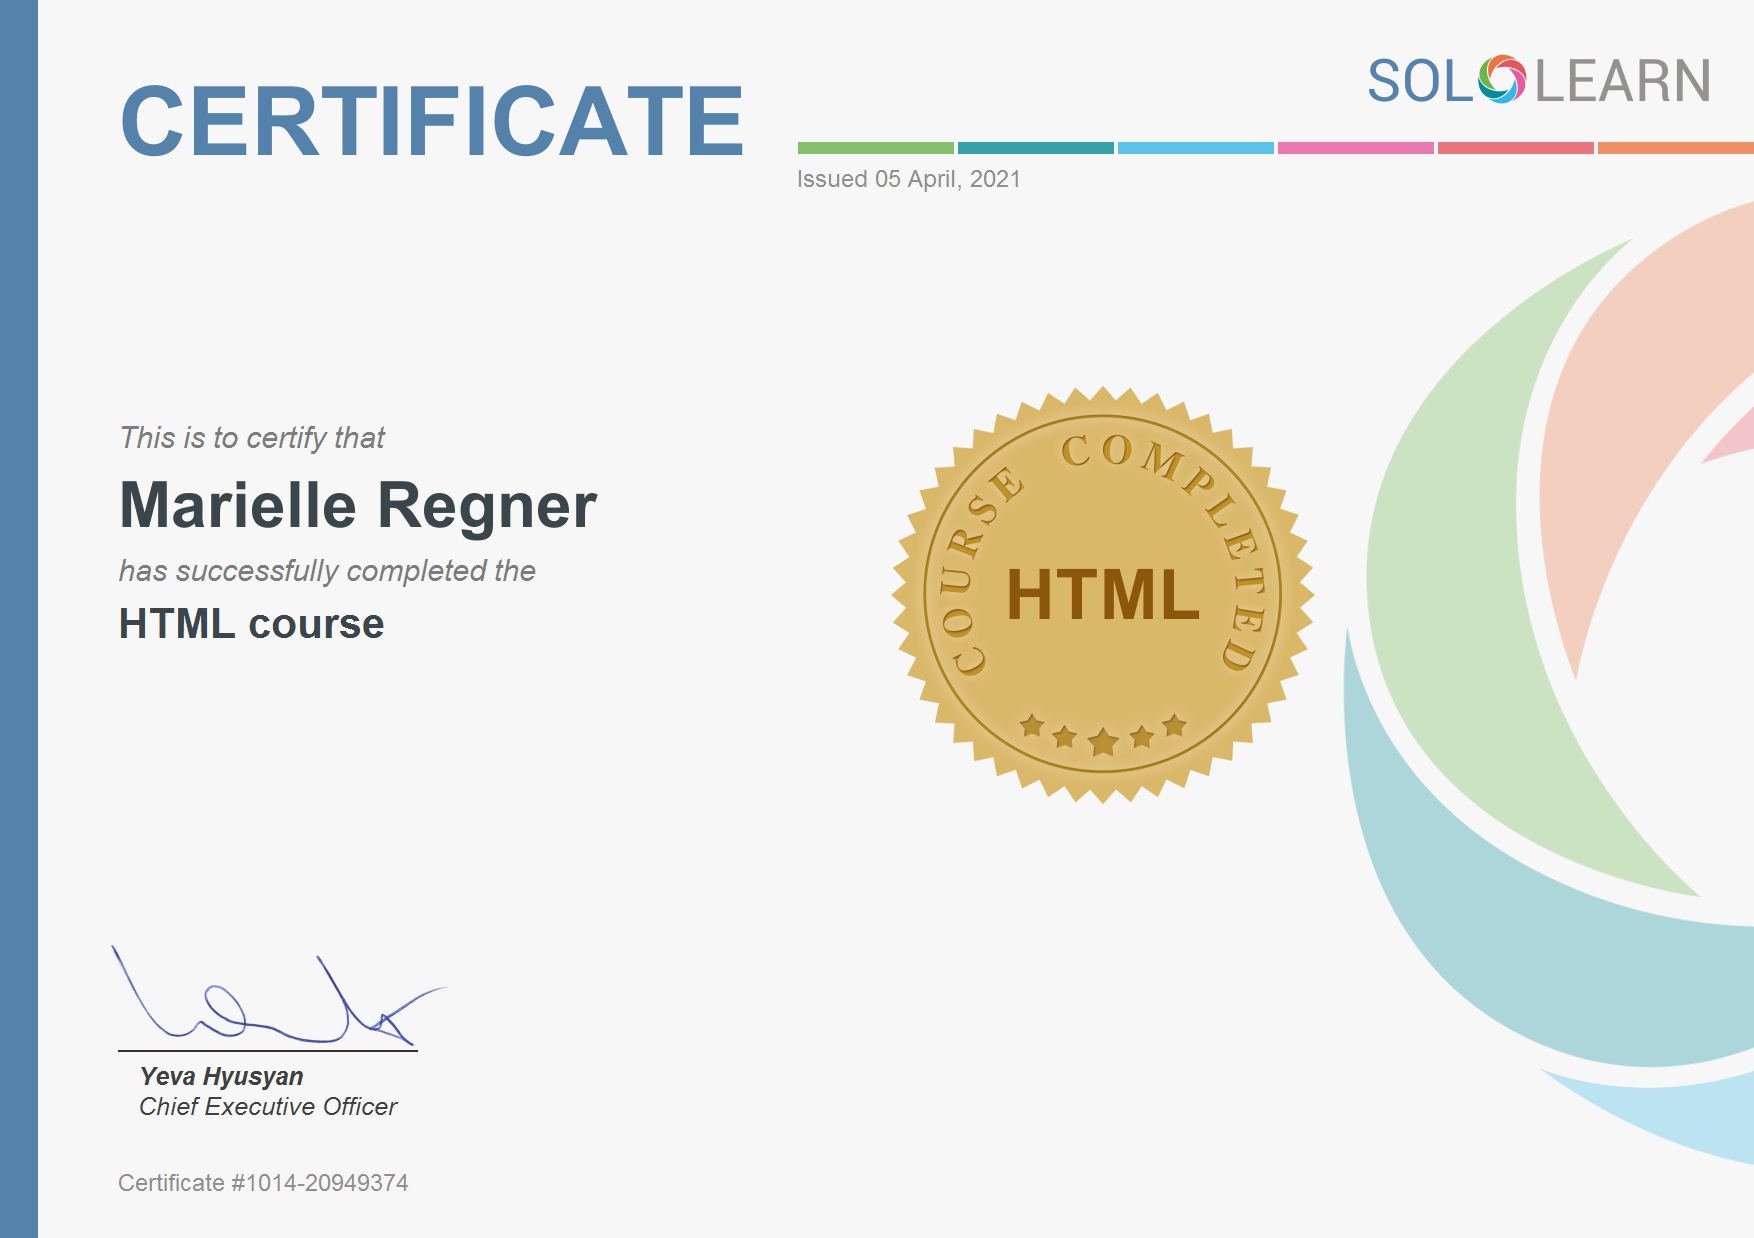 CERTIFICATE
SOLOLEARN
Issued 05 April, 2021
This is to certify that
Marielle Regner
has successfully completed the
HTML course
COURSE COMPLETED
HTML
Yeva Hyusyan
Chief Executive Officer
Certificate #1014-20949374